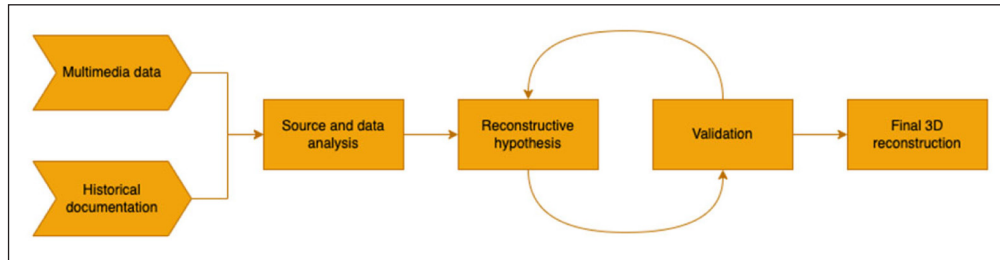 Multimedia data
Historical
documentation
Source and data
analysis
Reconstructive
hypothesis
Validation
Final 3D
reconstruction